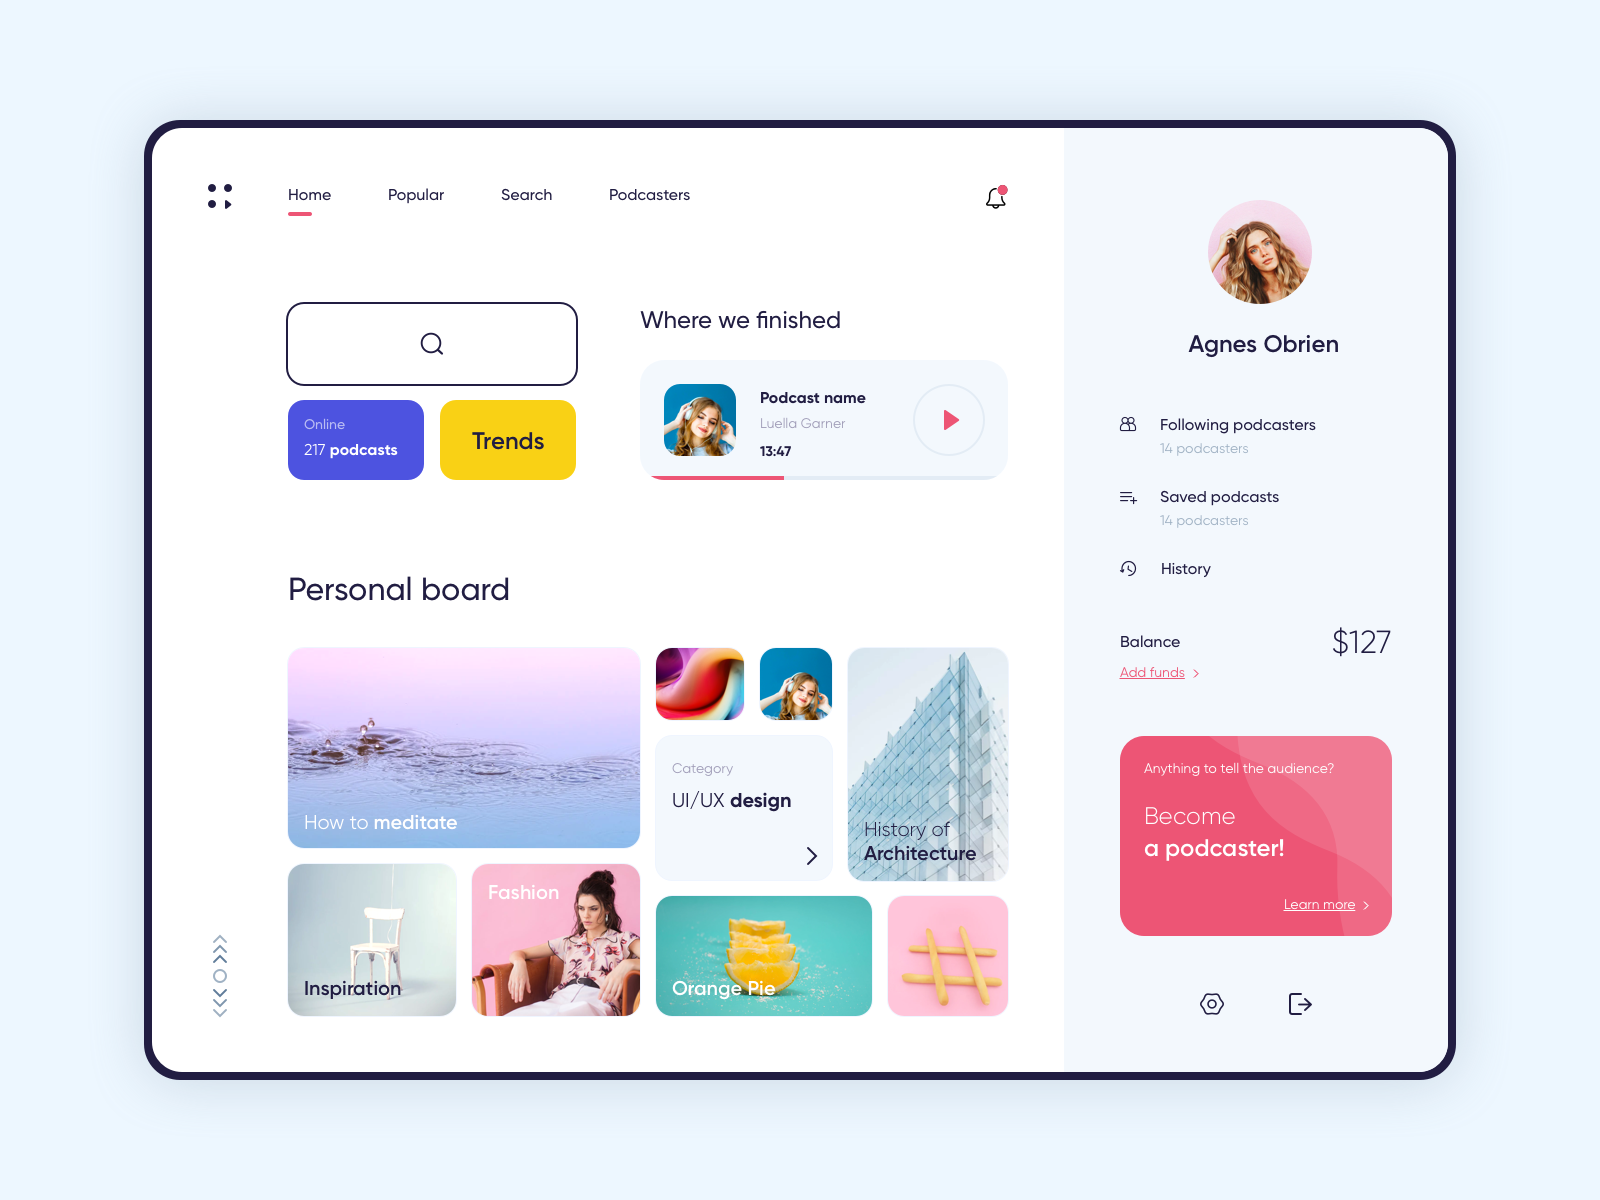 Home
Popular
Search
Podcasters
Where we finished
Online
217 podcasts
Trends
Podcast name
Luella Garner
13:47
Personal board
How to meditate
Category
UI/UX design
History of
Architecture
Inspiration
Fashion
Orange Pie
Agnes Obrien
Following podcasters
14 podcasters
Saved podcasts
14 podcasters
History
Balance
$127
Add funds
Anything to tell the audience?
Become
a podcaster!
Learn more